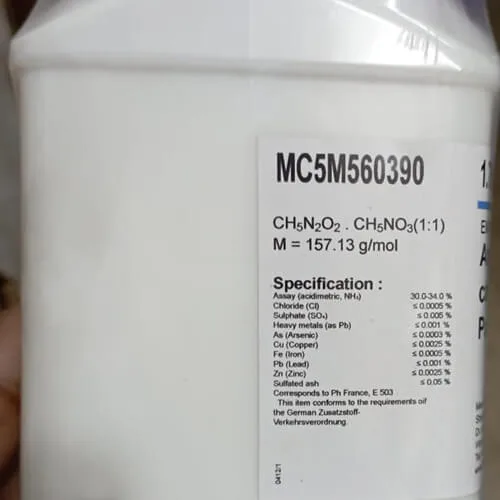 MC5M560390
1.
CH₅N₂O₂ . CH₅NO₃(1:1)
M = 157.13 g/mol
Specification :
Assay (acidimetric, NH₃) 30.0-34.0 %
Chloride (Cl) ≤ 0.0005 %
Sulphate (SO₄) ≤ 0.005 %
Heavy metals (as Pb) ≤ 0.001 %
As (Arsenic) ≤ 0.0003 %
Cu (Copper) ≤ 0.0025 %
Fe (Iron) ≤ 0.0005 %
Pb (Lead) ≤ 0.001 %
Zn (Zinc) ≤ 0.0025 %
Sulfated ash ≤ 0.05 %
Corresponds to Ph France, E 503
This item conforms to the requirements oif
the German Zusatzstoff-
Verkehrsverordnung.
0412/1